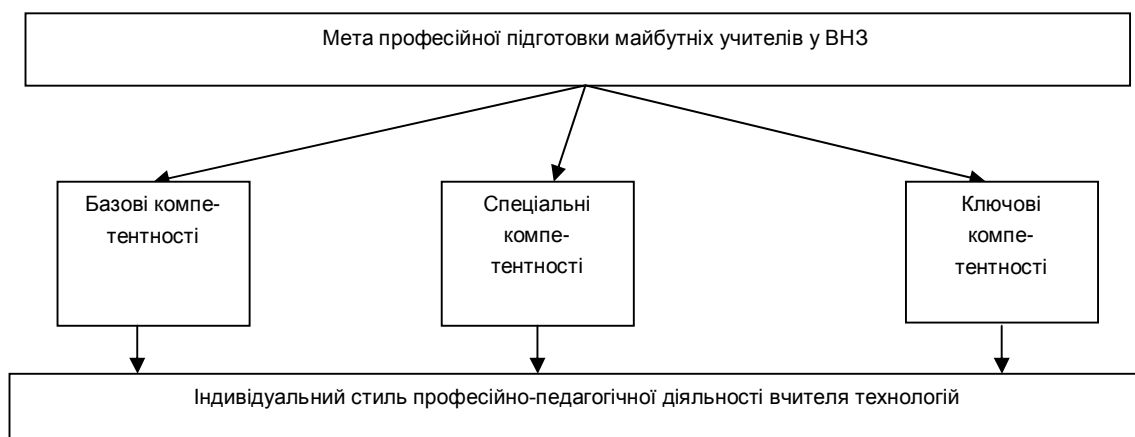 Мета професійної підготовки майбутніх учителів у ВНЗ
Базові компе-
тентності
Спеціальні
компе-
тентності
Ключові
компе-
тентності
Індивідуальний стиль професійно-педагогічної діяльності вчителя технологій